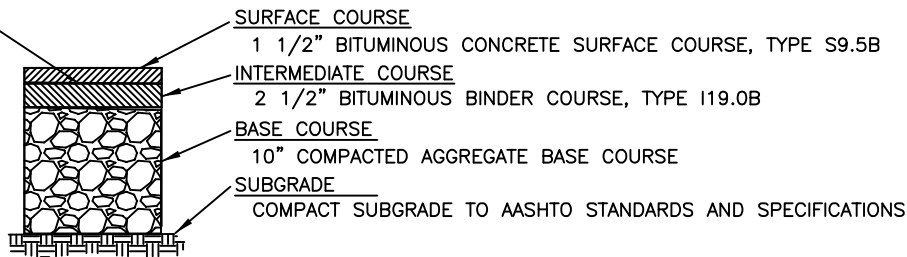 SURFACE COURSE
1 1/2" BITUMINOUS CONCRETE SURFACE COURSE, TYPE S9.5B
INTERMEDIATE COURSE
2 1/2" BITUMINOUS BINDER COURSE, TYPE I19.0B
BASE COURSE
10" COMPACTED AGGREGATE BASE COURSE
SUBGRADE
COMPACT SUBGRADE TO AASHTO STANDARDS AND SPECIFICATIONS